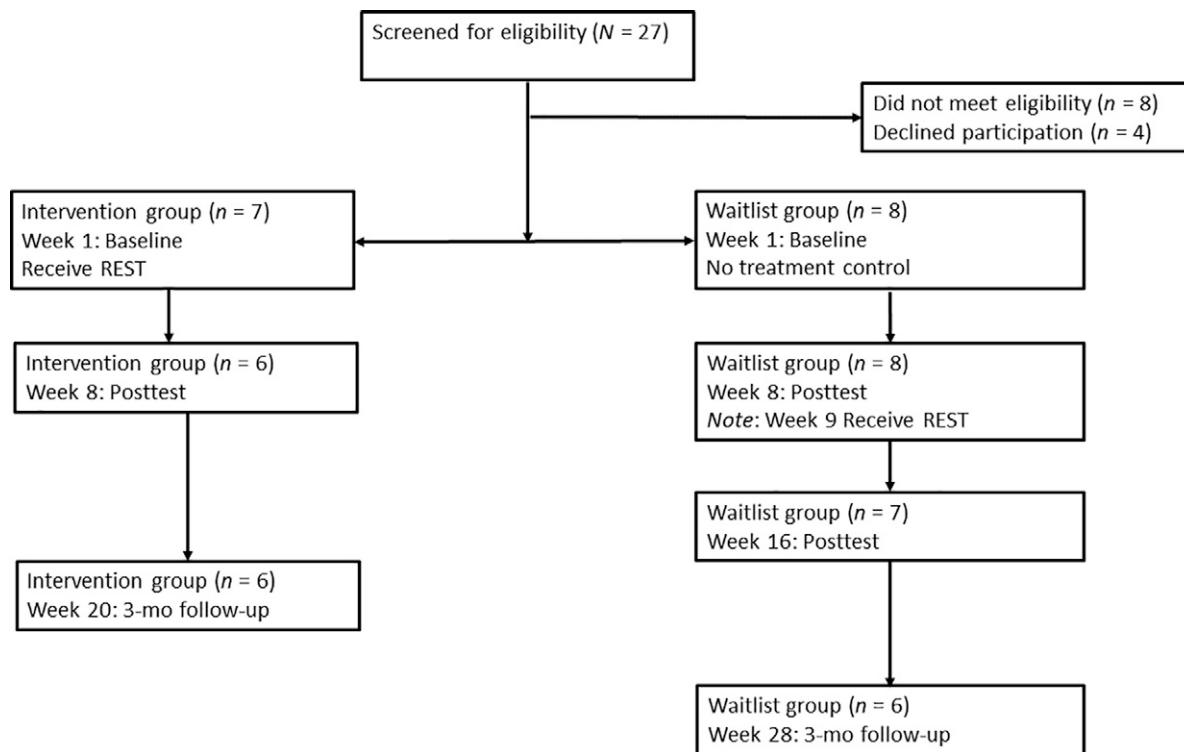 Screened for eligibility (N = 27)
Did not meet eligibility (n = 8)
Declined participation (n = 4)
Intervention group (n = 7)
Week 1: Baseline
Receive REST
Waitlist group (n = 8)
Week 1: Baseline
No treatment control
Intervention group (n = 6)
Week 8: Posttest
Waitlist group (n = 8)
Week 8: Posttest
Note: Week 9 Receive REST
Waitlist group (n = 7)
Week 16: Posttest
Intervention group (n = 6)
Week 20: 3-mo follow-up
Waitlist group (n = 6)
Week 28: 3-mo follow-up